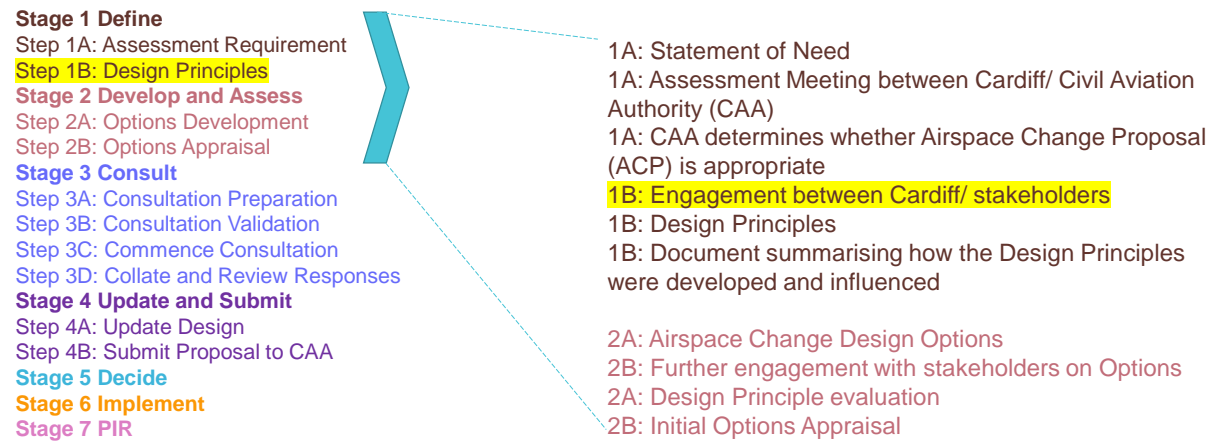 Stage 1 Define
Step 1A: Assessment Requirement
Step 1B: Design Principles
Stage 2 Develop and Assess
Step 2A: Options Development
Step 2B: Options Appraisal
Stage 3 Consult
Step 3A: Consultation Preparation
Step 3B: Consultation Validation
Step 3C: Commence Consultation
Step 3D: Collate and Review Responses
Stage 4 Update and Submit
Step 4A: Update Design
Step 4B: Submit Proposal to CAA
Stage 5 Decide
Stage 6 Implement
Stage 7 PIR
1A: Statement of Need
1A: Assessment Meeting between Cardiff/ Civil Aviation
Authority (CAA)
1A: CAA determines whether Airspace Change Proposal
(ACP) is appropriate
1B: Engagement between Cardiff/ stakeholders
1B: Design Principles
1B: Document summarising how the Design Principles
were developed and influenced
2A: Airspace Change Design Options
2B: Further engagement with stakeholders on Options
2A: Design Principle evaluation
2B: Initial Options Appraisal